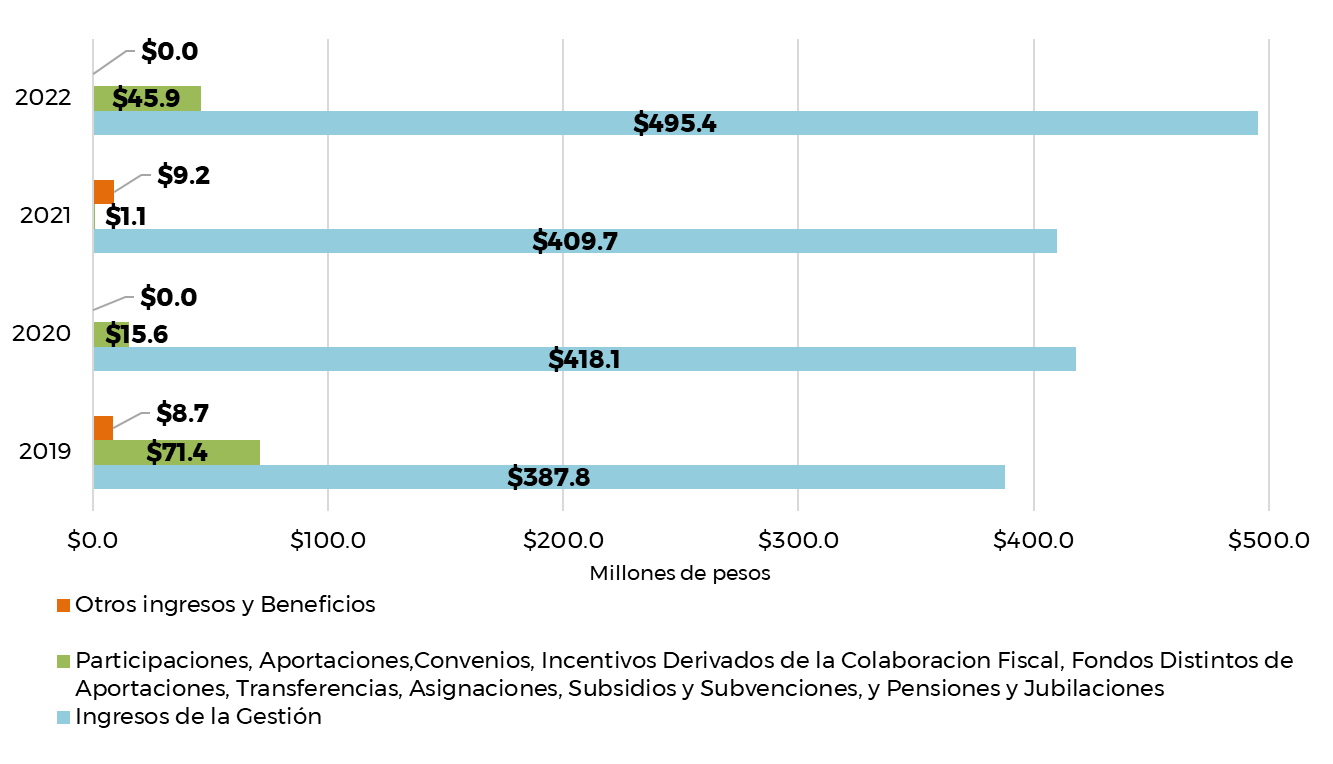 $0.0
2022
$45.9
$495.4
$9.2
2021
$1.1
$409.7
$0.0
2020
$15.6
$418.1
$8.7
2019
$71.4
$387.8
$0.0 $100.0 $200.0 $300.0 $400.0 $500.0
Millones de pesos
Otros ingresos y Beneficios
Participaciones, Aportaciones,Convenios, Incentivos Derivados de la Colaboracion Fiscal, Fondos Distintos de
Aportaciones, Transferencias, Asignaciones, Subsidios y Subvenciones, y Pensiones y Jubilaciones
Ingresos de la Gestión